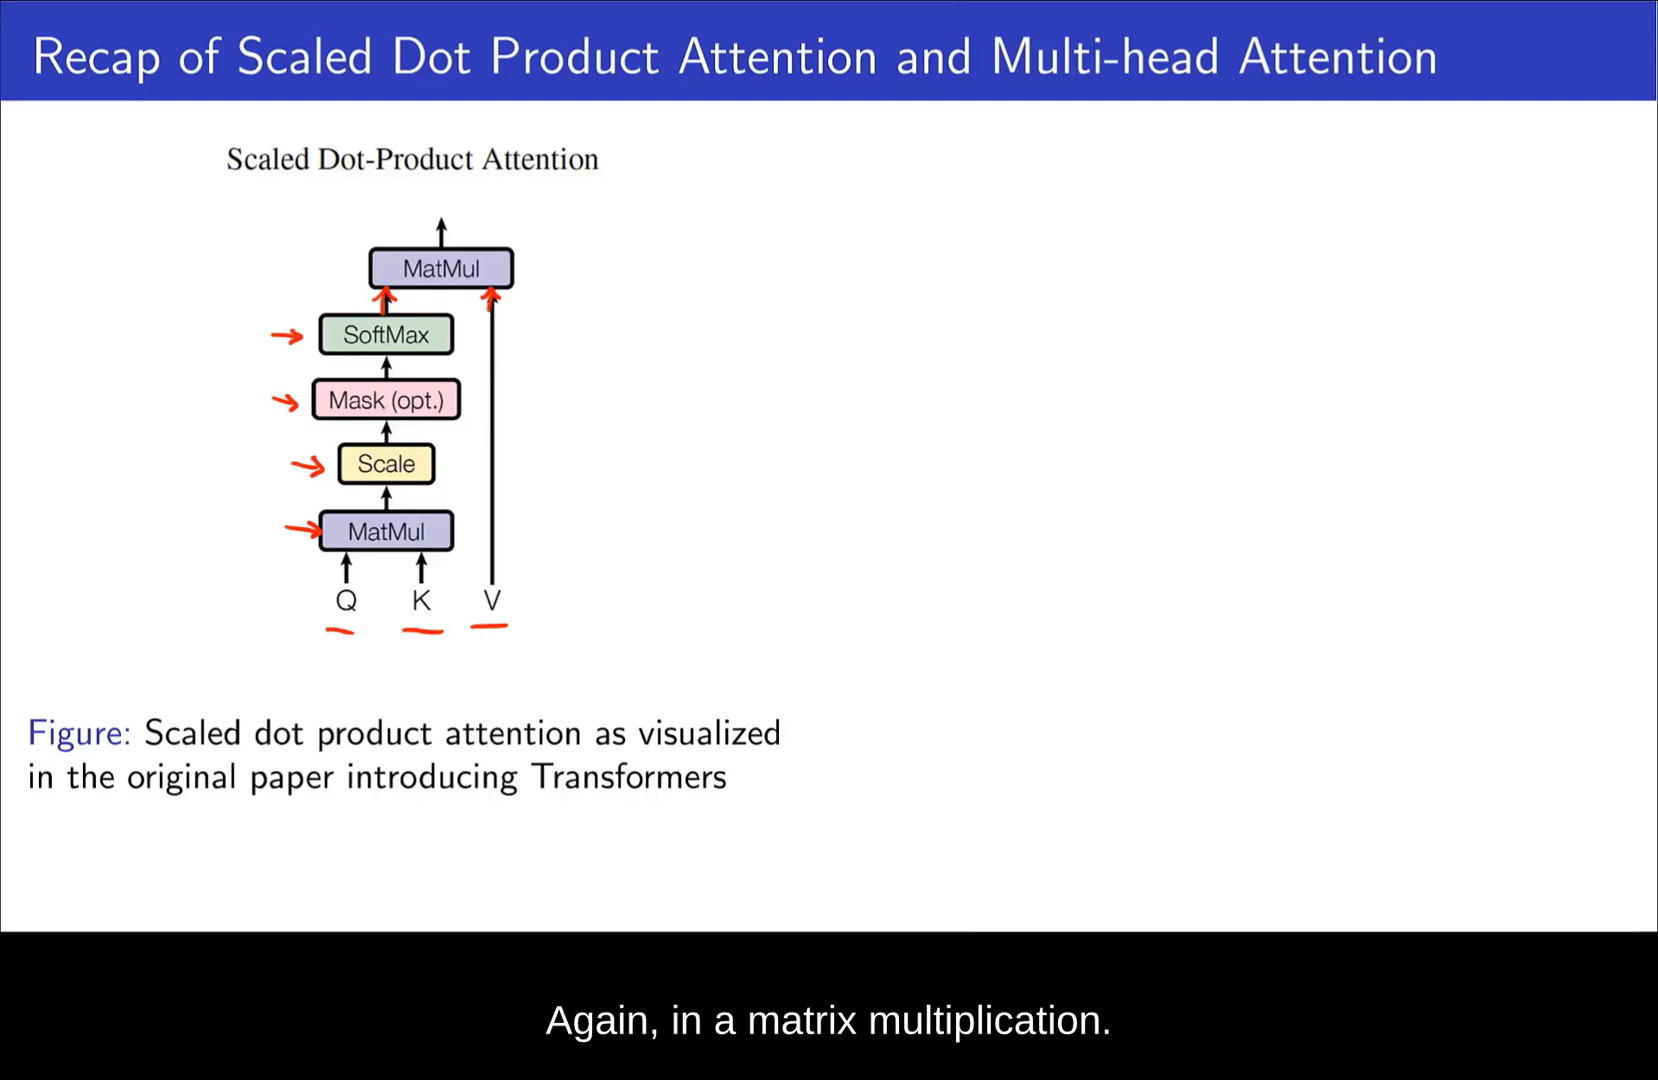 Recap of Scaled Dot Product Attention and Multi-head Attention
Scaled Dot-Product Attention
MatMul
SoftMax
Mask (opt.)
Scale
MatMul
Q K V
Figure: Scaled dot product attention as visualized
in the original paper introducing Transformers
Again, in a matrix multiplication.